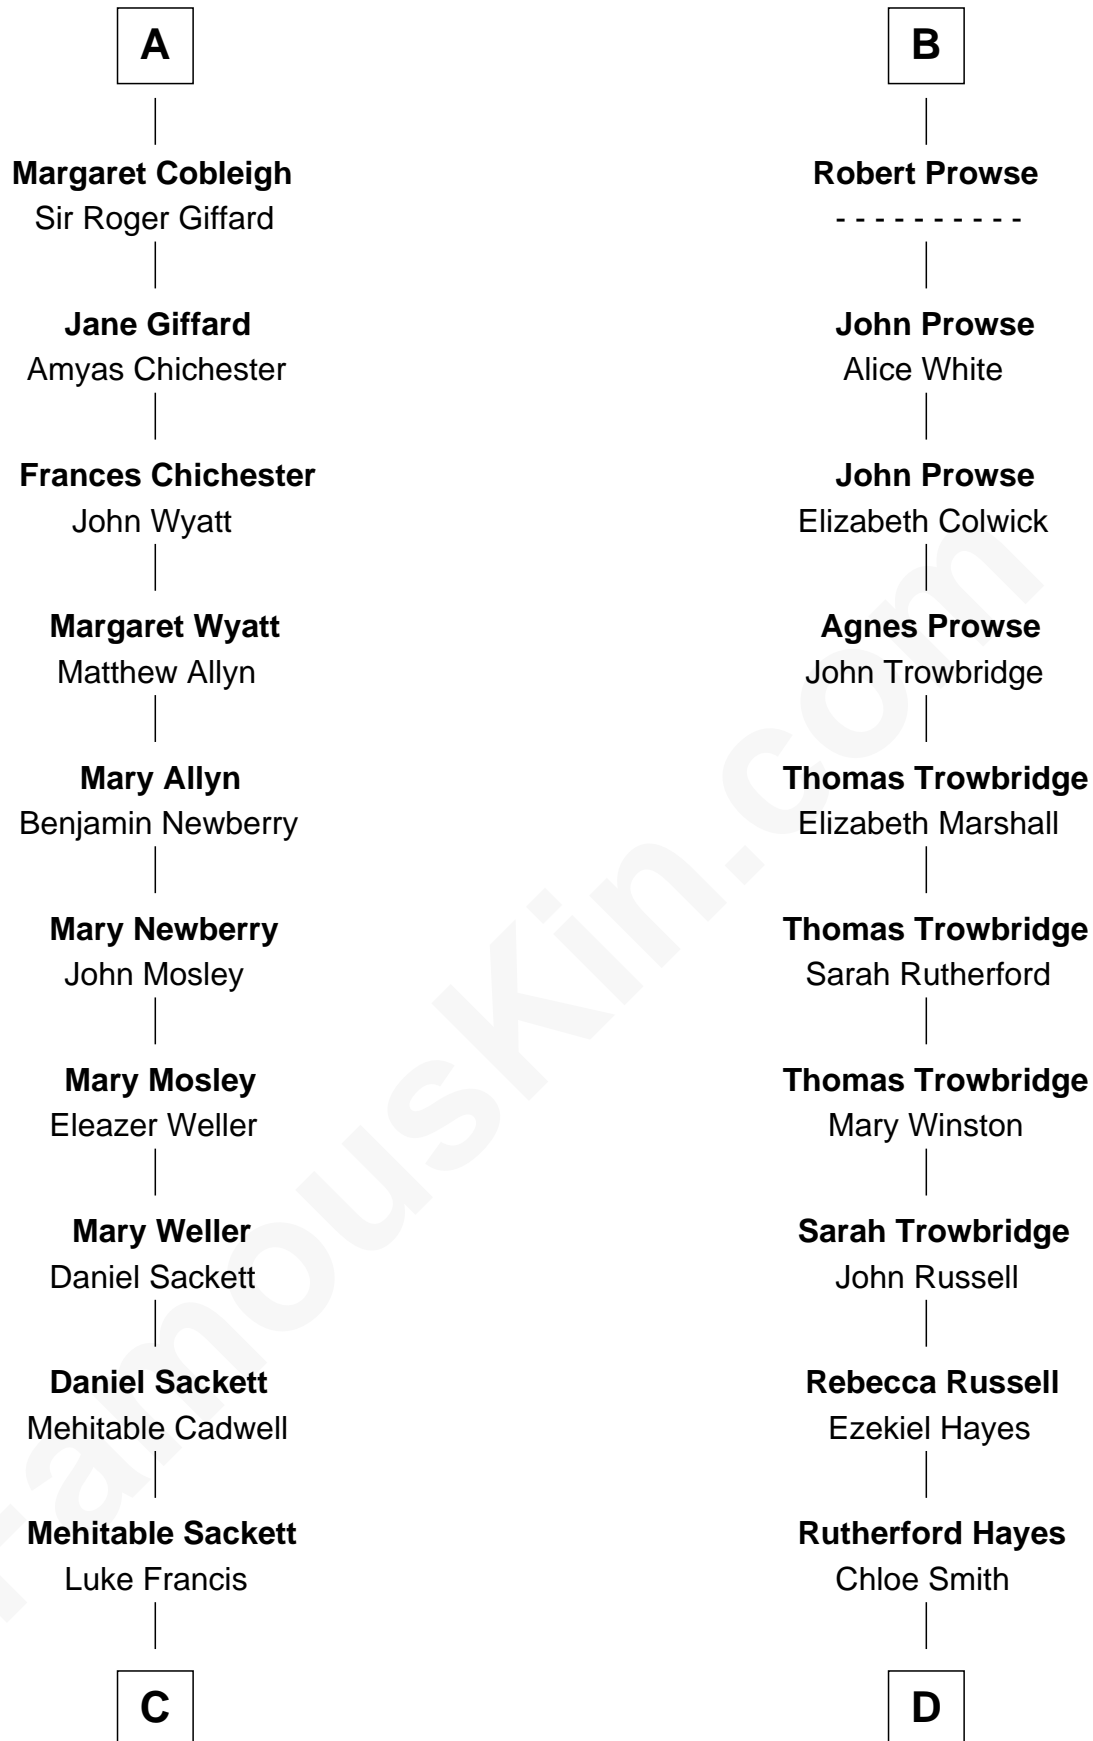 A
Margaret Cobleigh
Sir Roger Giffard
Jane Giffard
Amyas Chichester
Frances Chichester
John Wyatt
Margaret Wyatt
Matthew Allyn
Mary Allyn
Benjamin Newberry
Mary Newberry
John Mosley
Mary Mosley
Eleazer Weller
Mary Weller
Daniel Sackett
Daniel Sackett
Mehitable Cadwell
Mehitable Sackett
Luke Francis
C
B
Robert Prowse
- - - - - - - - - -
John Prowse
Alice White
John Prowse
Elizabeth Colwick
Agnes Prowse
John Trowbridge
Thomas Trowbridge
Elizabeth Marshall
Thomas Trowbridge
Sarah Rutherford
Thomas Trowbridge
Mary Winston
Sarah Trowbridge
John Russell
Rebecca Russell
Ezekiel Hayes
Rutherford Hayes
Chloe Smith
D
FamousKin.com